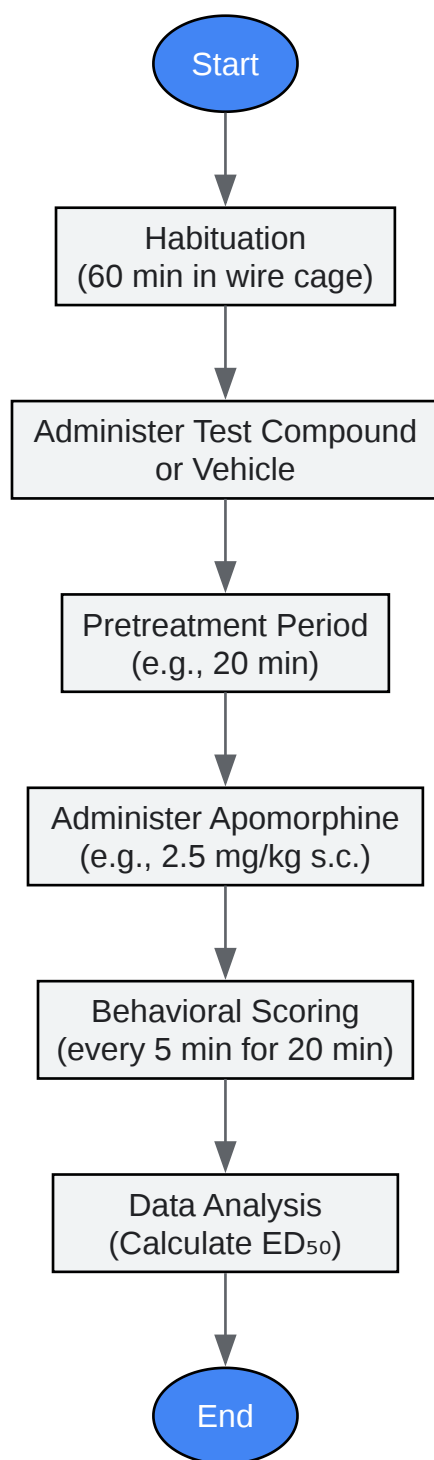 Start
Habituation
(60 min in wire cage)
Administer Test Compound
or Vehicle
Pretreatment Period
(e.g., 20 min)
Administer Apomorphine
(e.g., 2.5 mg/kg s.c.)
Behavioral Scoring
(every 5 min for 20 min)
Data Analysis
(Calculate ED₅₀)
End